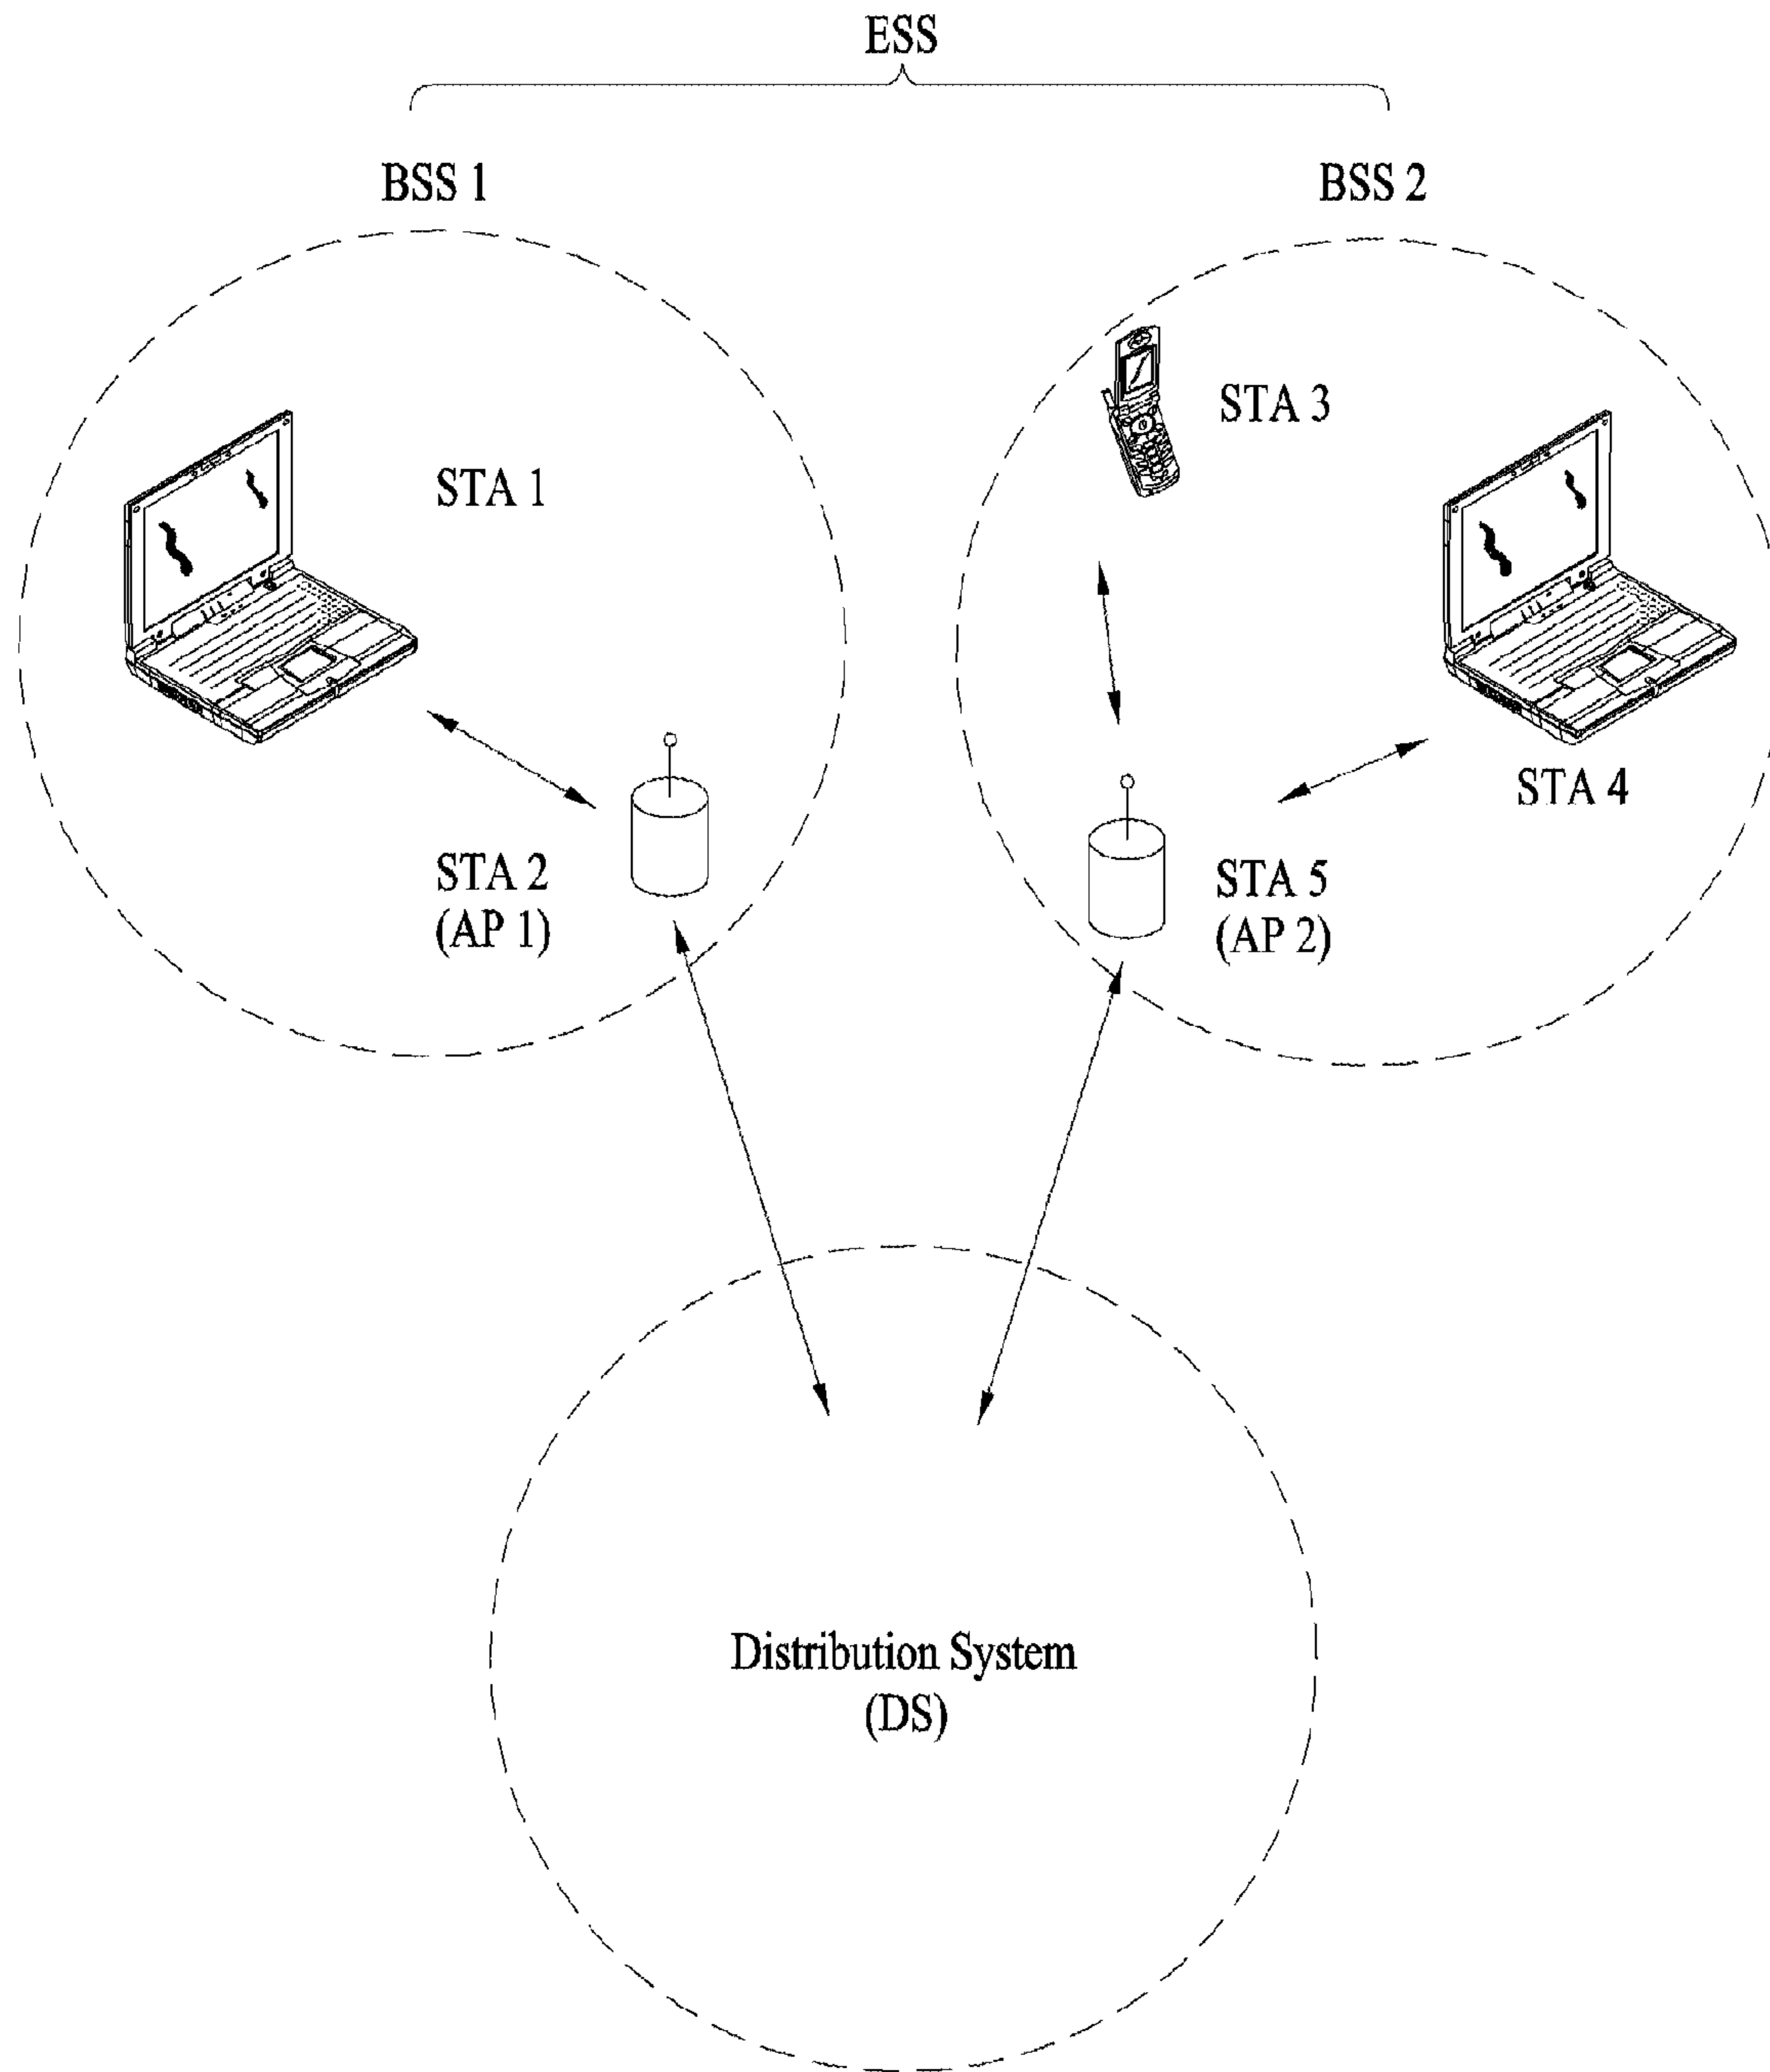 ESS
BSS 1
BSS 2
STA 3
STA 1
STA 4
STA 2
(AP 1)
STA 5
(AP 2)
Distribution System
(DS)